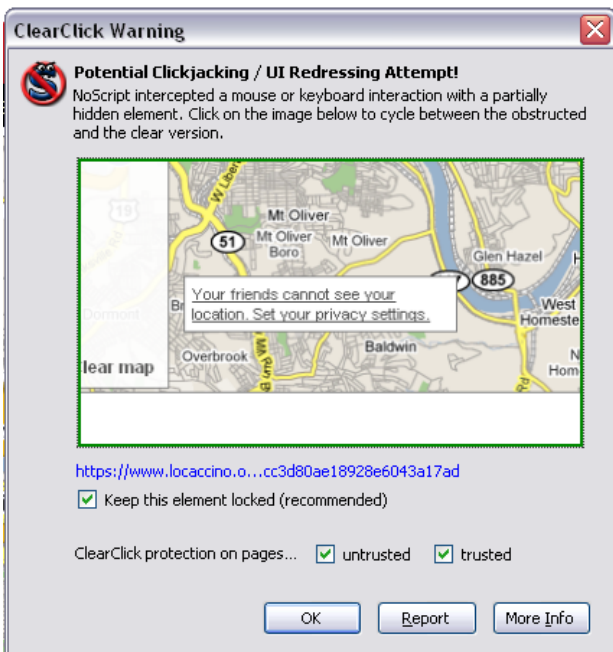 ClearClick Warning
Potential Clickjacking / UI Redressing Attempt!
NoScript intercepted a mouse or keyboard interaction with a partially
hidden element. Click on the image below to cycle between the obstructed
and the clear version.
19
W Liber
Mt Oliver
51
Mt Oliver
Boro
Mt Oliver
Glen Hazel
885
Your friends cannot see your
location. Set your privacy settings.
Dormont
West
Homeste
Overbrook
Baldwin
Hom
lear map
https://www.locaccino.o...cc3d80ae18928e6043a17ad
Keep this element locked (recommended)
ClearClick protection on pages...
untrusted
trusted
OK
Report
More Info